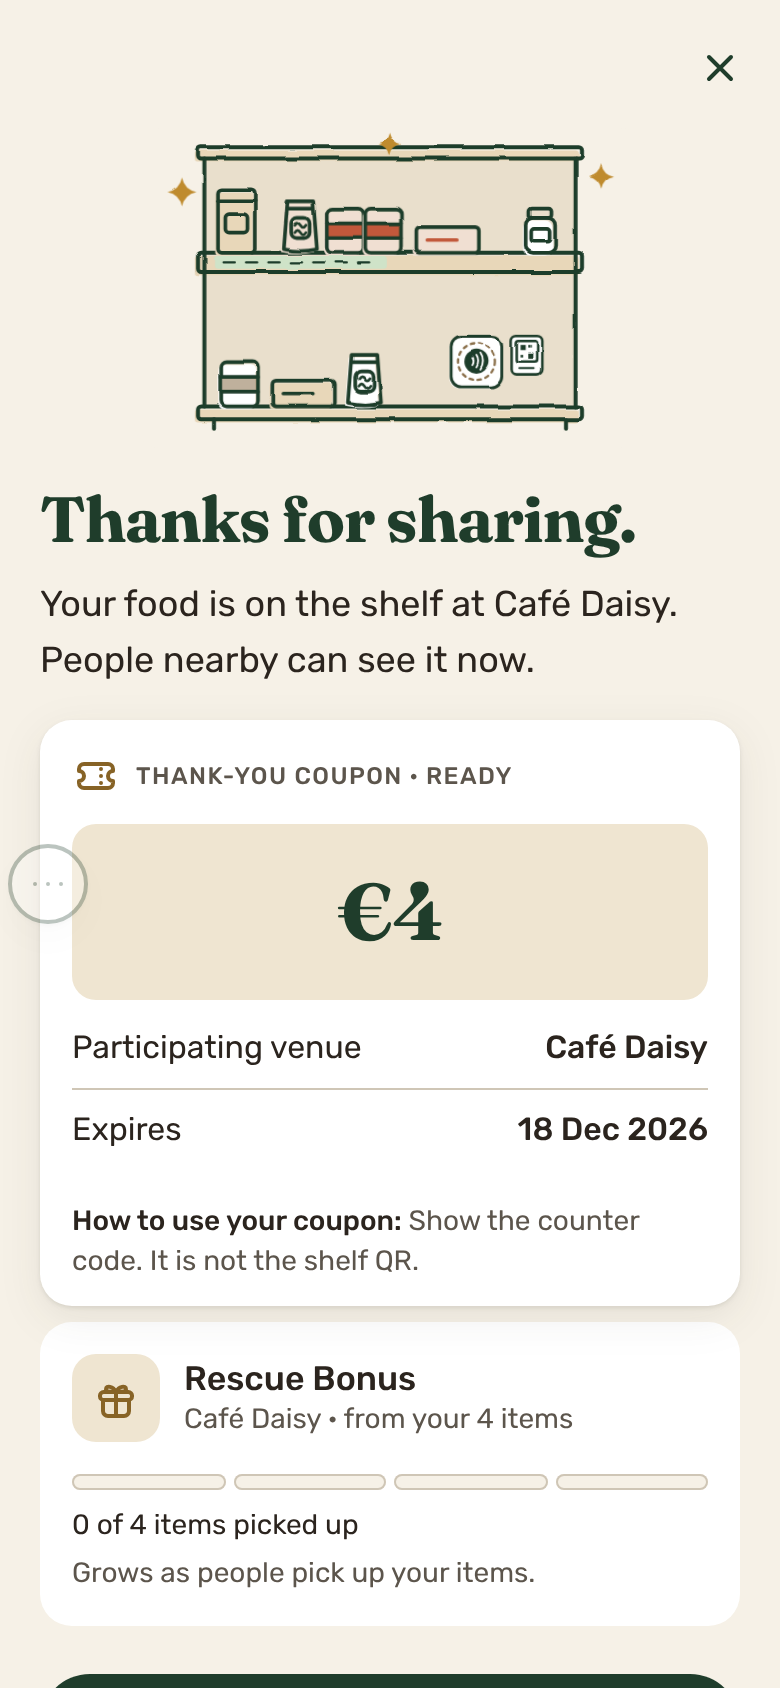 Thanks for sharing.
Your food is on the shelf at Café Daisy.
People nearby can see it now.
THANK-YOU COUPON • READY
€4
Participating venue Café Daisy
Expires 18 Dec 2026
How to use your coupon: Show the counter
code. It is not the shelf QR.
Rescue Bonus
Café Daisy • from your 4 items
0 of 4 items picked up
Grows as people pick up your items.